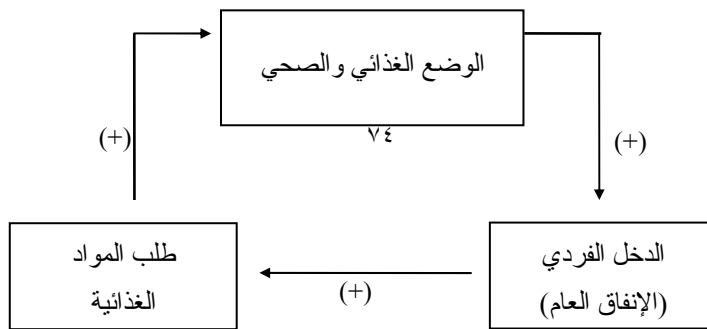 الوضع الغذائي والصحي
٧٤
(+)
(+)
الدخل الفردي
(الإنفاق العام)
(+)
طلب المواد
الغذائية